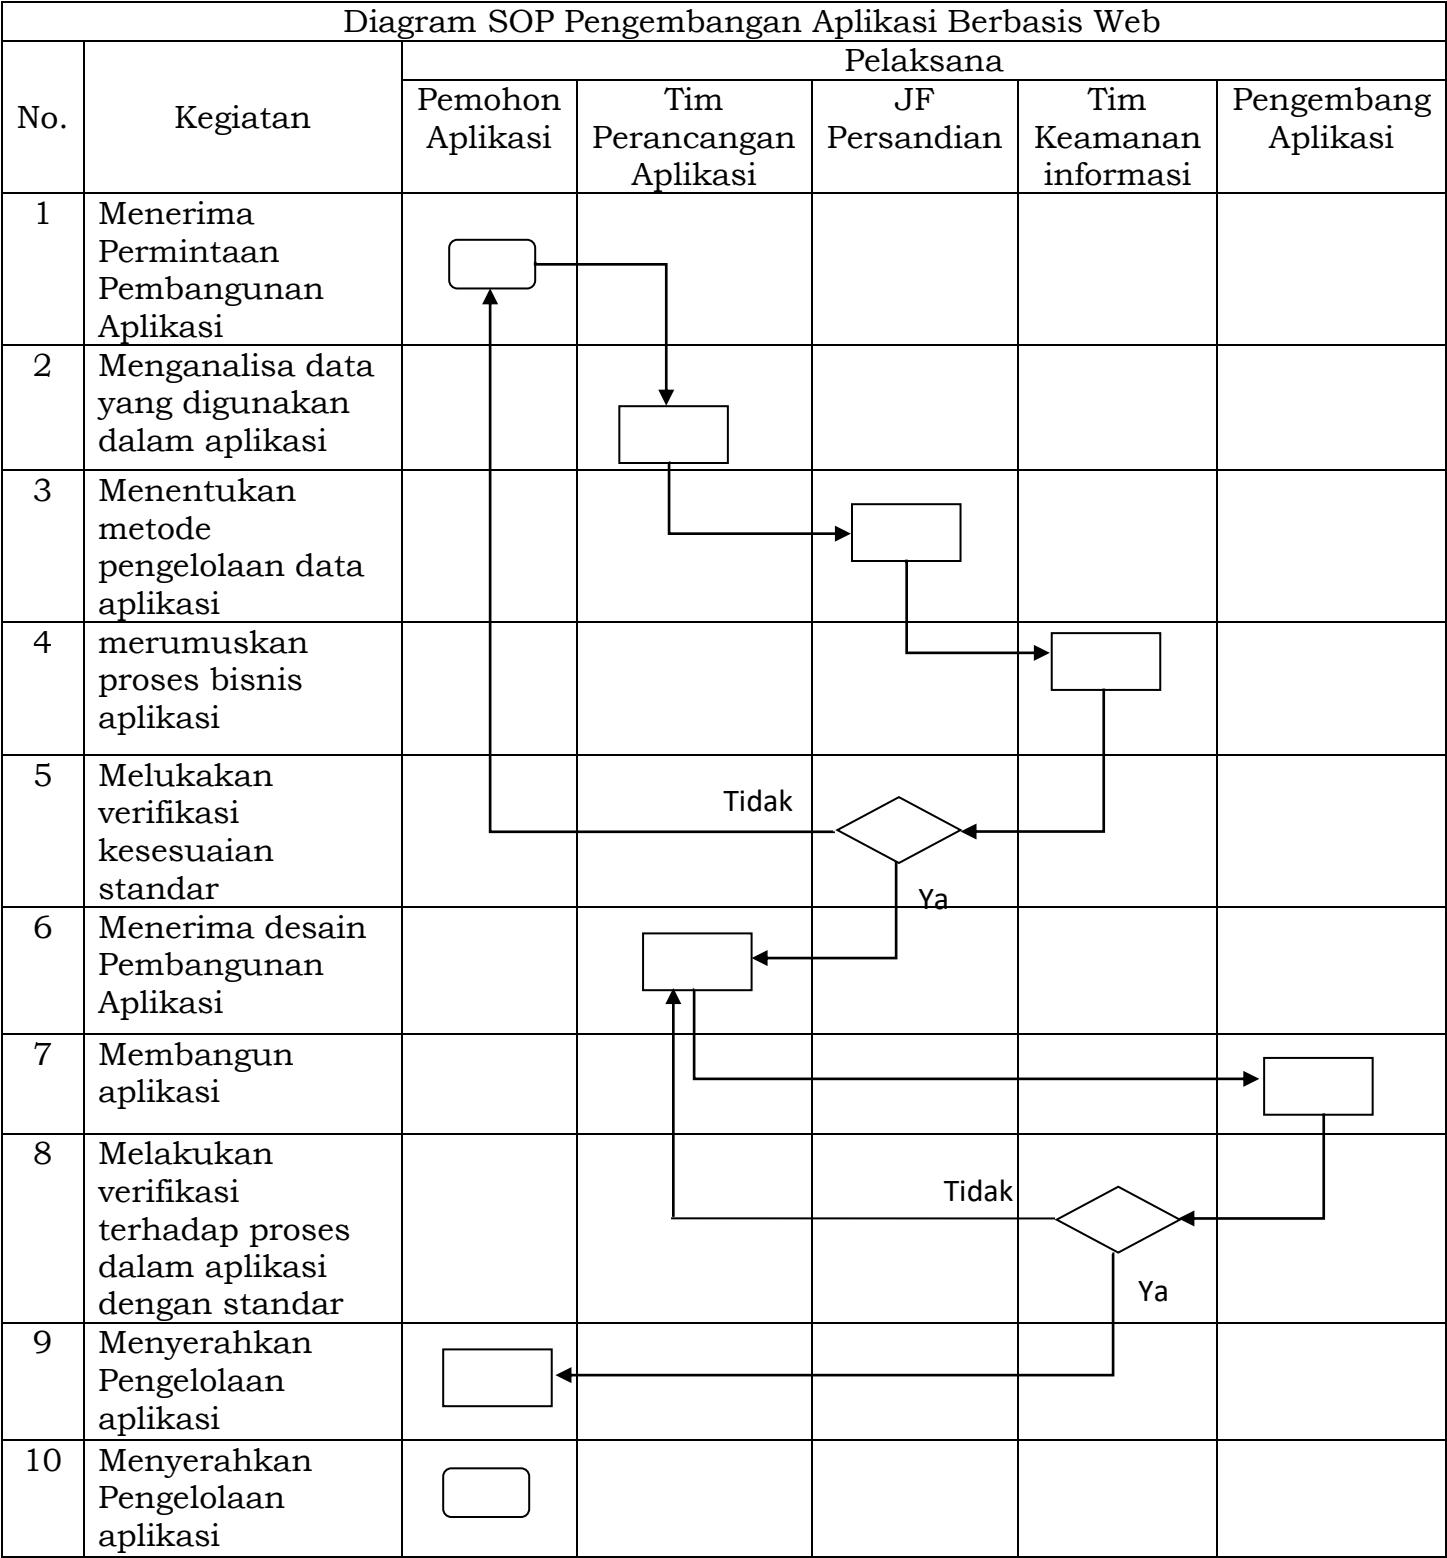 Diagram SOP Pengembangan Aplikasi Berbasis Web
No.
Kegiatan
Pelaksana
Pemohon
Aplikasi
Tim
Perancangan
Aplikasi
JF
Persandian
Tim
Keamanan
informasi
Pengembang
Aplikasi
1
Menerima
Permintaan
Pembangunan
Aplikasi
2
Menganalisa data
yang digunakan
dalam aplikasi
3
Menentukan
metode
pengelolaan data
aplikasi
4
merumuskan
proses bisnis
aplikasi
5
Melukakan
verifikasi
kesesuaian
standar
Tidak
Ya
6
Menerima desain
Pembangunan
Aplikasi
7
Membangun
aplikasi
8
Melakukan
verifikasi
terhadap proses
dalam aplikasi
dengan standar
Tidak
Ya
9
Menyerahkan
Pengelolaan
aplikasi
10
Menyerahkan
Pengelolaan
aplikasi